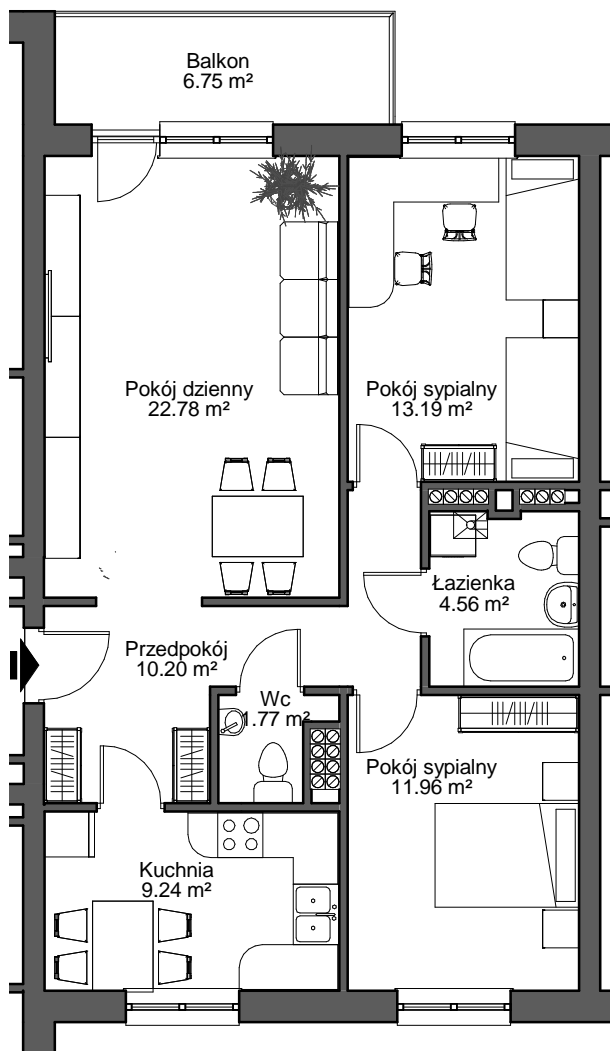 Balkon
6.75 m²
Pokój dzienny
22.78 m²
Pokój sypialny
13.19 m²
Łazienka
4.56 m²
Przedpokój
10.20 m²
Wc
1.77 m²
Pokój sypialny
11.96 m²
Kuchnia
9.24 m²